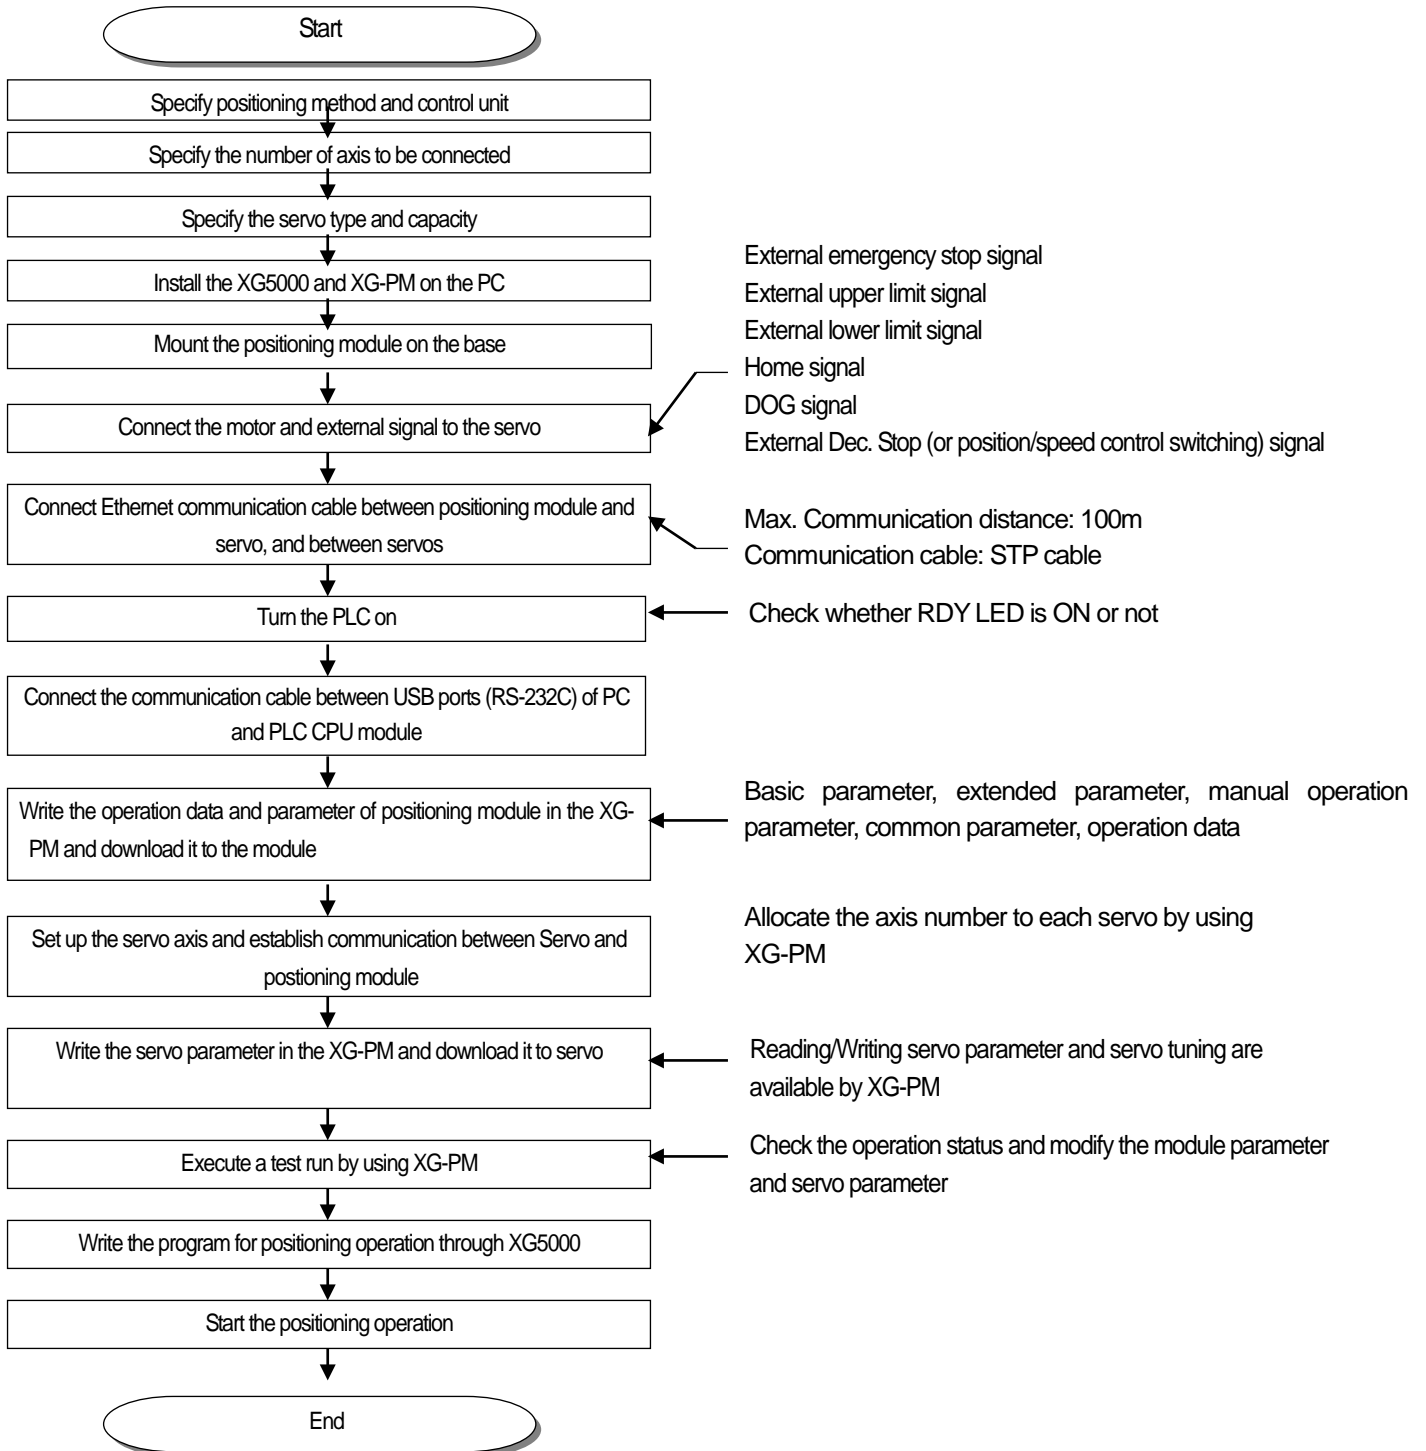 Start
Specify positioning method and control unit
Specify the number of axis to be connected
Specify the servo type and capacity
Install the XG5000 and XG-PM on the PC
Mount the positioning module on the base
External emergency stop signal
External upper limit signal
External lower limit signal
Home signal
DOG signal
External Dec. Stop (or position/speed control switching) signal
Connect the motor and external signal to the servo
Connect Ethernet communication cable between positioning module and
servo, and between servos
Max. Communication distance: 100m
Communication cable: STP cable
Turn the PLC on
Check whether RDY LED is ON or not
Connect the communication cable between USB ports (RS-232C) of PC
and PLC CPU module
Write the operation data and parameter of positioning module in the XG-
PM and download it to the module
Basic parameter, extended parameter, manual operation
parameter, common parameter, operation data
Set up the servo axis and establish communication between Servo and
postioning module
Allocate the axis number to each servo by using
XG-PM
Write the servo parameter in the XG-PM and download it to servo
Reading/Writing servo parameter and servo tuning are
available by XG-PM
Execute a test run by using XG-PM
Check the operation status and modify the module parameter
and servo parameter
Write the program for positioning operation through XG5000
Start the positioning operation
End